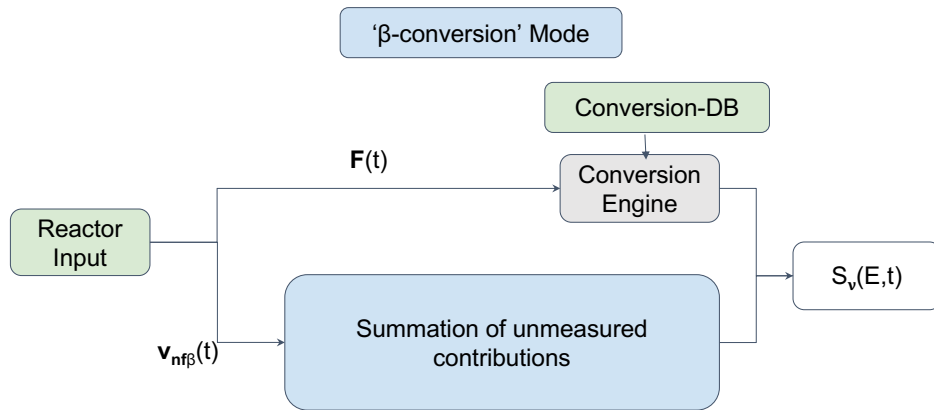 ‘β-conversion’ Mode
Conversion-DB
F(t)
Conversion
Engine
Reactor
Input
Sν(E,t)
Summation of unmeasured
contributions
vnfβ(t)